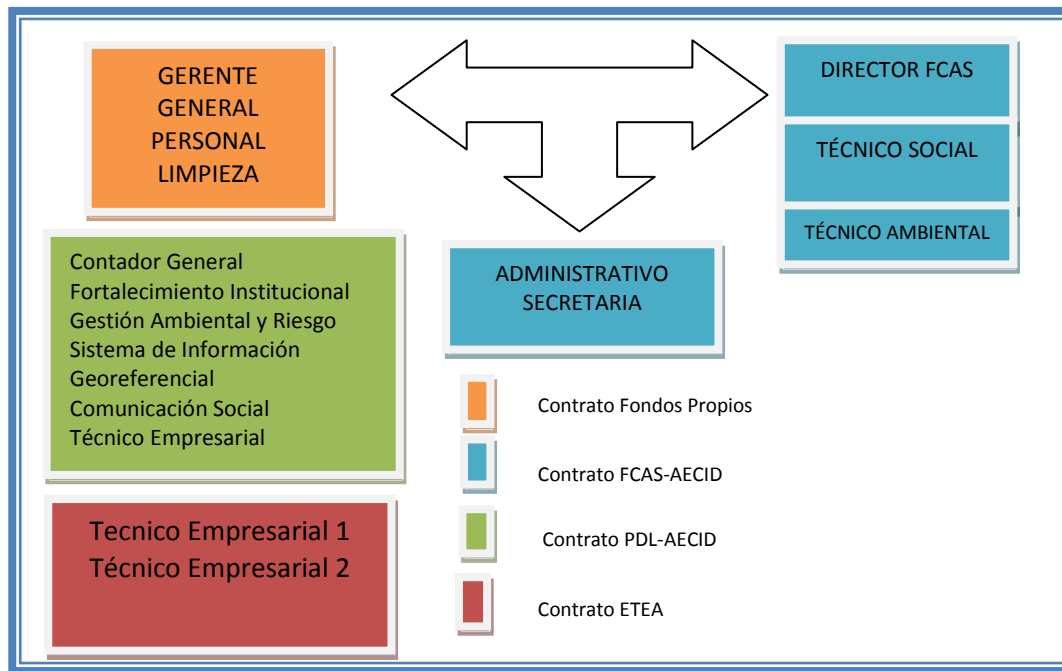 GERENTE
GENERAL
PERSONAL
LIMPIEZA
DIRECTOR FCAS
TÉCNICO SOCIAL
TÉCNICO AMBIENTAL
Contador General
Fortalecimiento Institucional
Gestión Ambiental y Riesgo
Sistema de Información
Georeferencial
Comunicación Social
Técnico Empresarial
ADMINISTRATIVO
SECRETARIA
Tecnico Empresarial 1
Técnico Empresarial 2
Contrato Fondos Propios
Contrato FCAS-AECID
Contrato PDL-AECID
Contrato ETEA